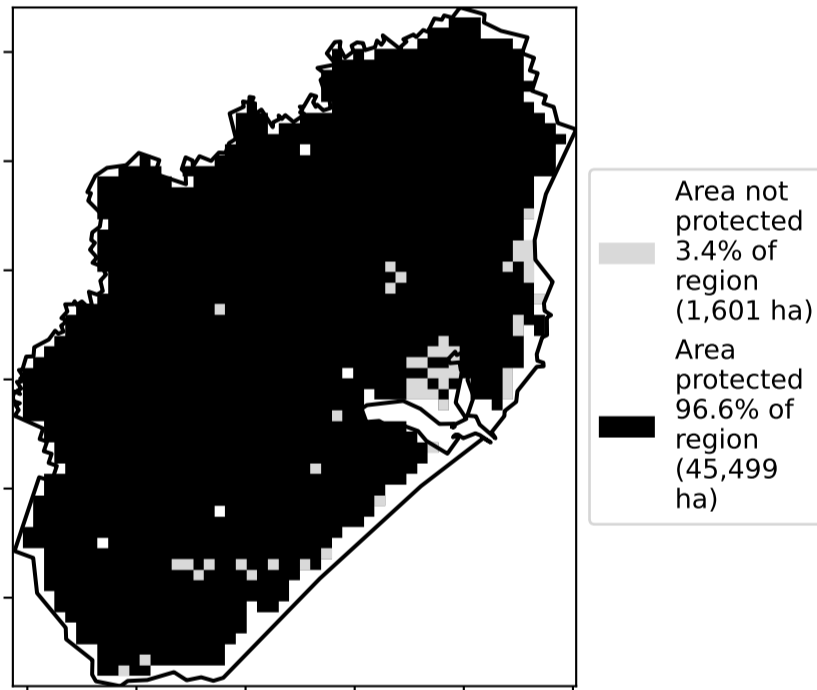 Area not
protected
3.4% of
region
(1,601 ha)
Area
protected
96.6% of
region
(45,499
ha)